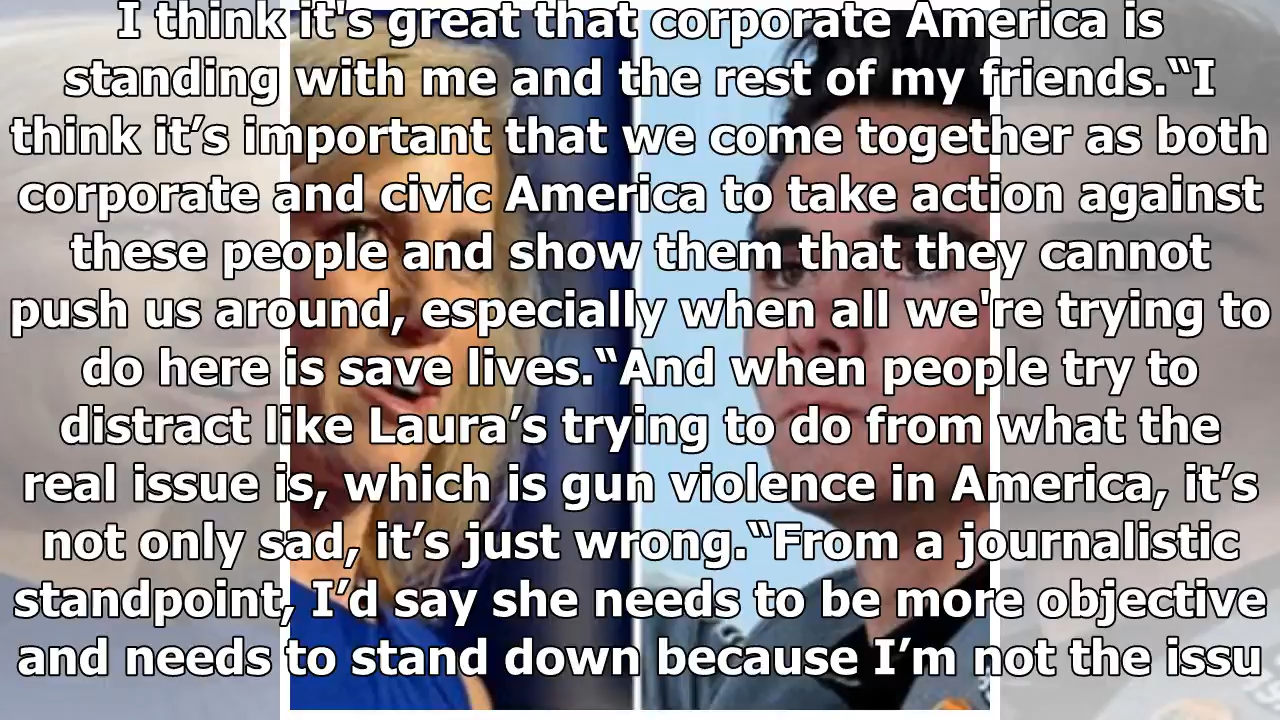 I think it's great that corporate America is
standing with me and the rest of my friends.“I
think it’s important that we come together as both
corporate and civic America to take action against
these people and show them that they cannot
push us around, especially when all we're trying to
do here is save lives.“And when people try to
distract like Laura’s trying to do from what the
real issue is, which is gun violence in America, it’s
not only sad, it’s just wrong.“From a journalistic
standpoint, I’d say she needs to be more objective
and needs to stand down because I’m not the issu